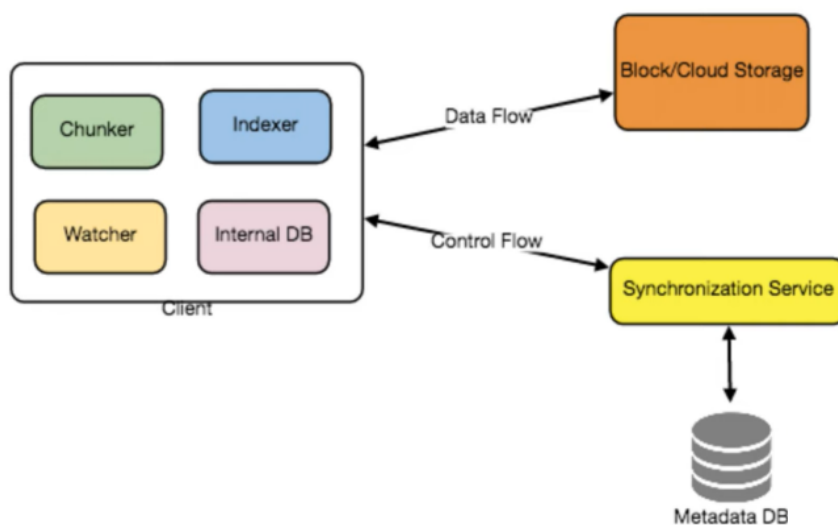 Block/Cloud Storage
Chunker
Indexer
Data Flow
Watcher
Internal DB
Control Flow
Client
Synchronization Service
Metadata DB